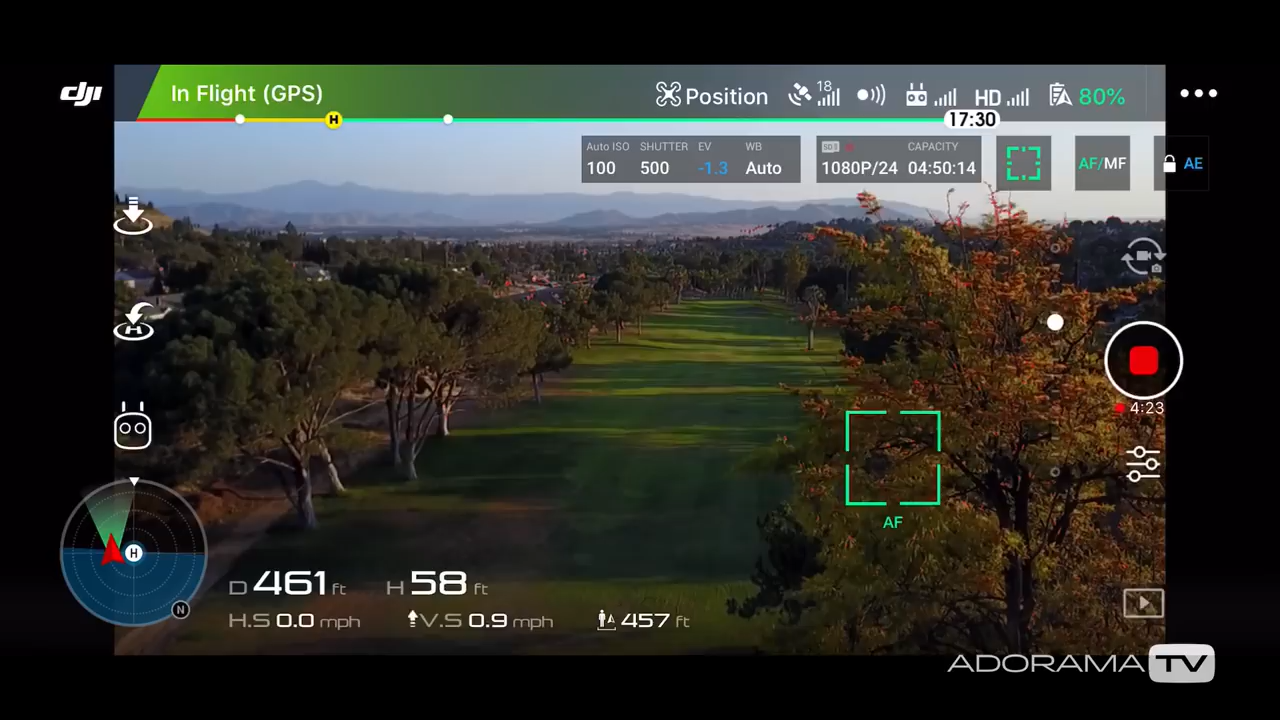 dji
In Flight (GPS)
Position
18
HD
80%
H
17:30
Auto ISO SHUTTER EV WB
100 500 -1.3 Auto
CAPACITY
1080P/24 04:50:14
AF/MF
AE
H
4:23
AF
H
N
D 461 ft H 58 ft
H.S 0.0 mph V.S 0.9 mph 457 ft
ADORAMA TV